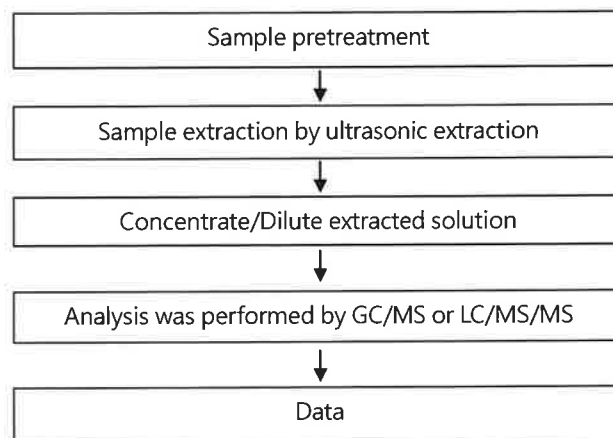 Sample pretreatment
Sample extraction by ultrasonic extraction
Concentrate/Dilute extracted solution
Analysis was performed by GC/MS or LC/MS/MS
Data